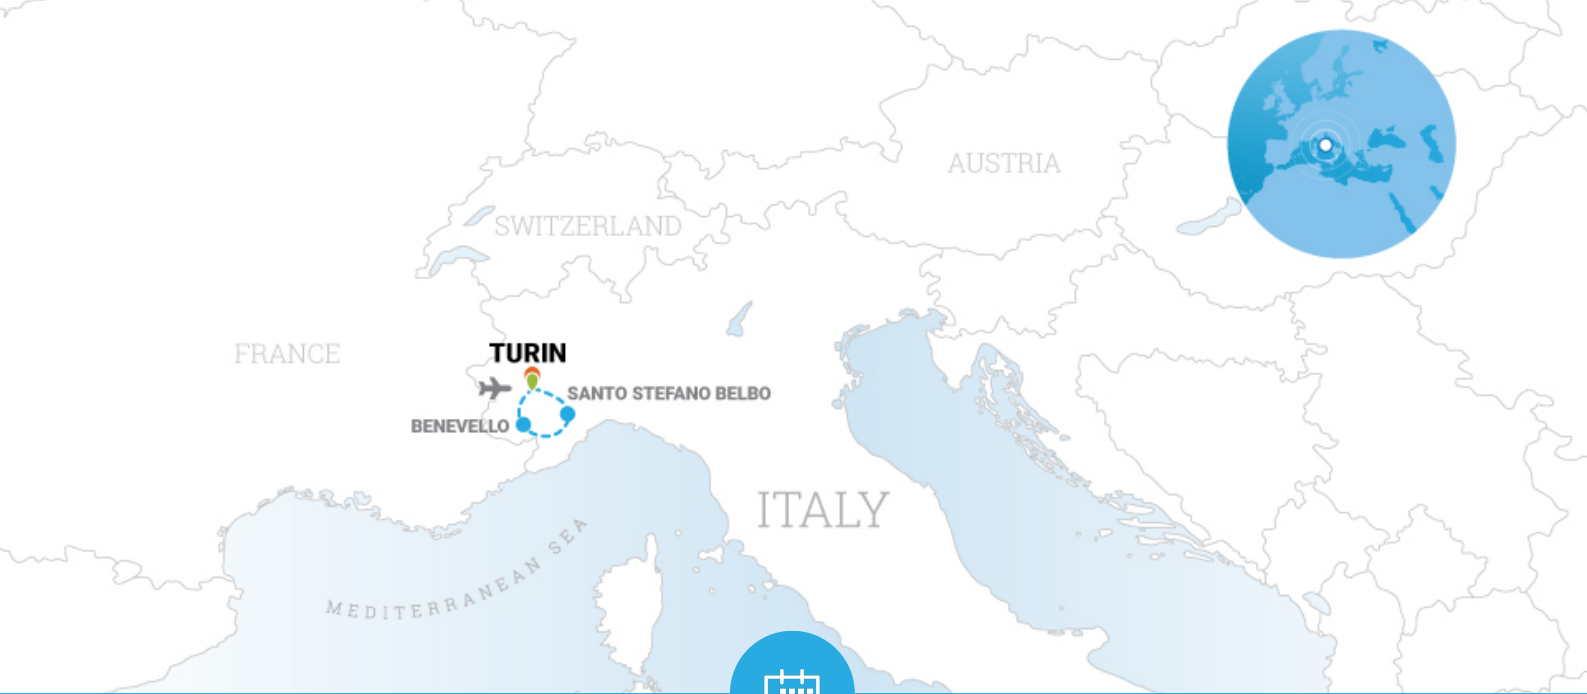 AUSTRIA
SWITZERLAND
FRANCE
TURIN
SANTO STEFANO BELBO
BENEVELLO
ITALY
MEDITERRANEAN SEA